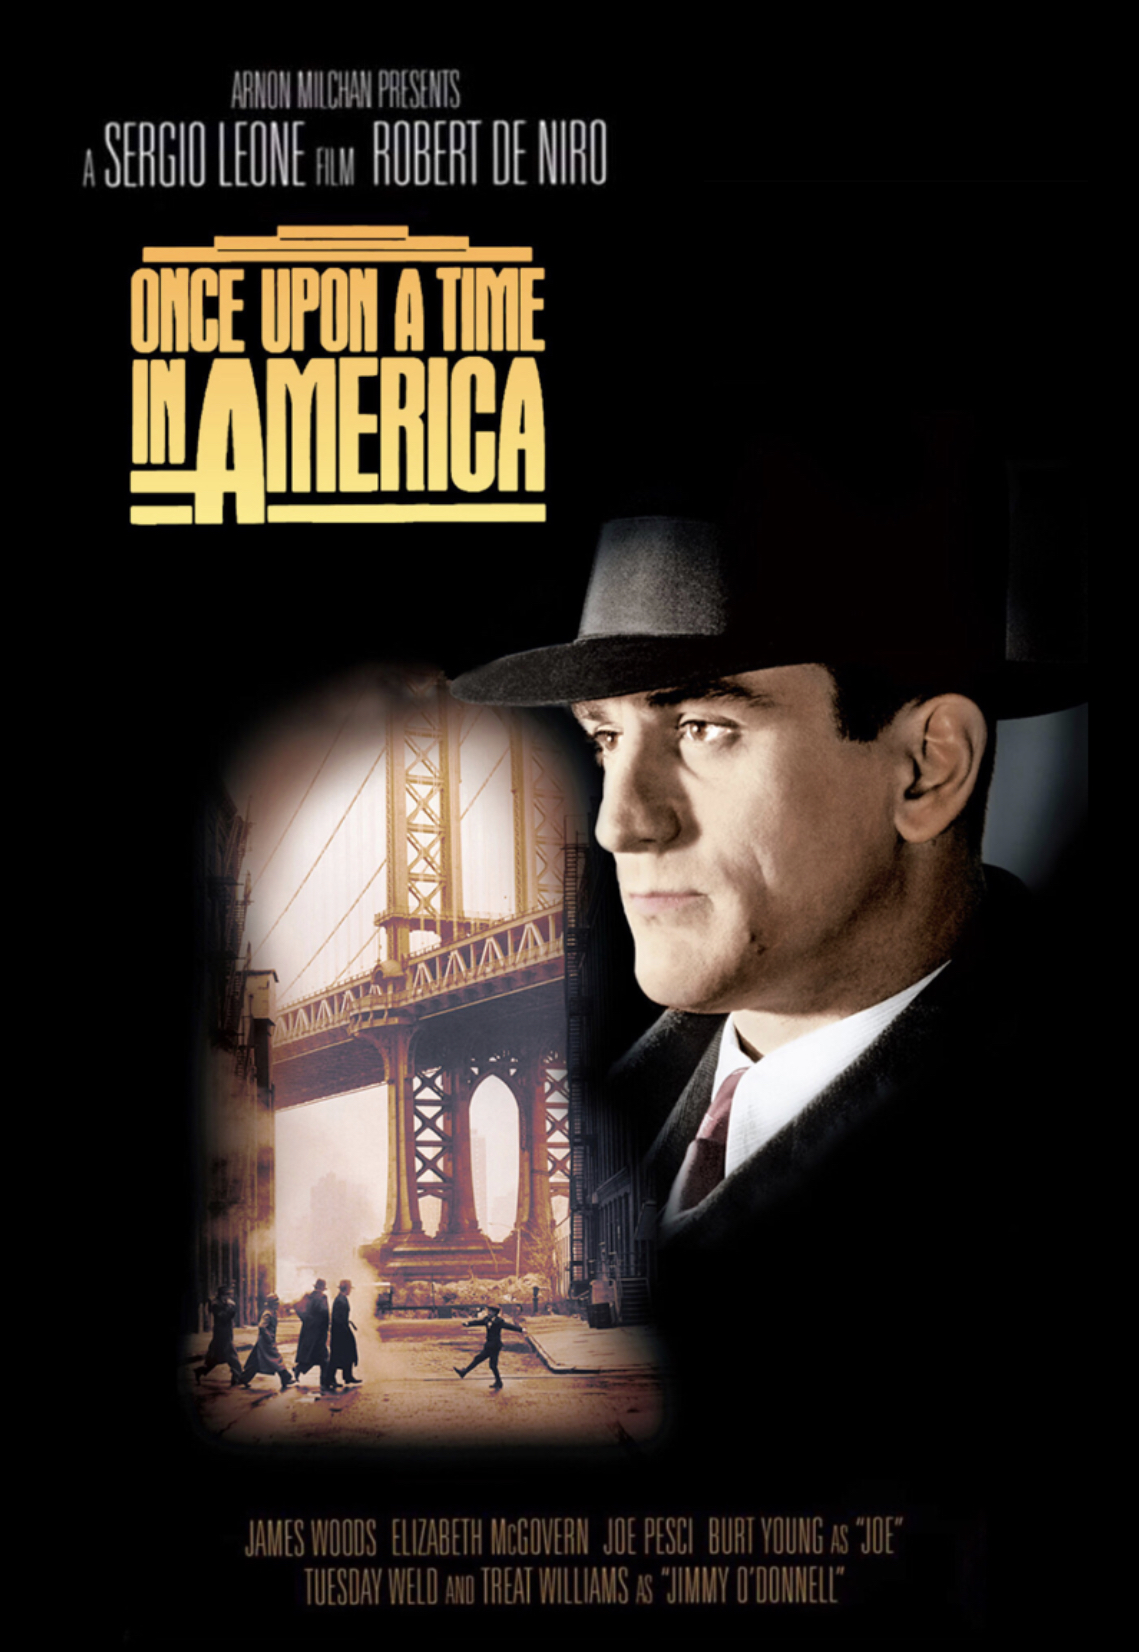 ARNON MILCHAN PRESENTS
A SERGIO LEONE FILM ROBERT DE NIRO
ONCE UPON A TIME
IN AMERICA
JAMES WOODS ELIZABETH McGOVERN JOE PESCI BURT YOUNG AS "JOE"
TUESDAY WELD AND TREAT WILLIAMS AS "JIMMY O'DONNELL"